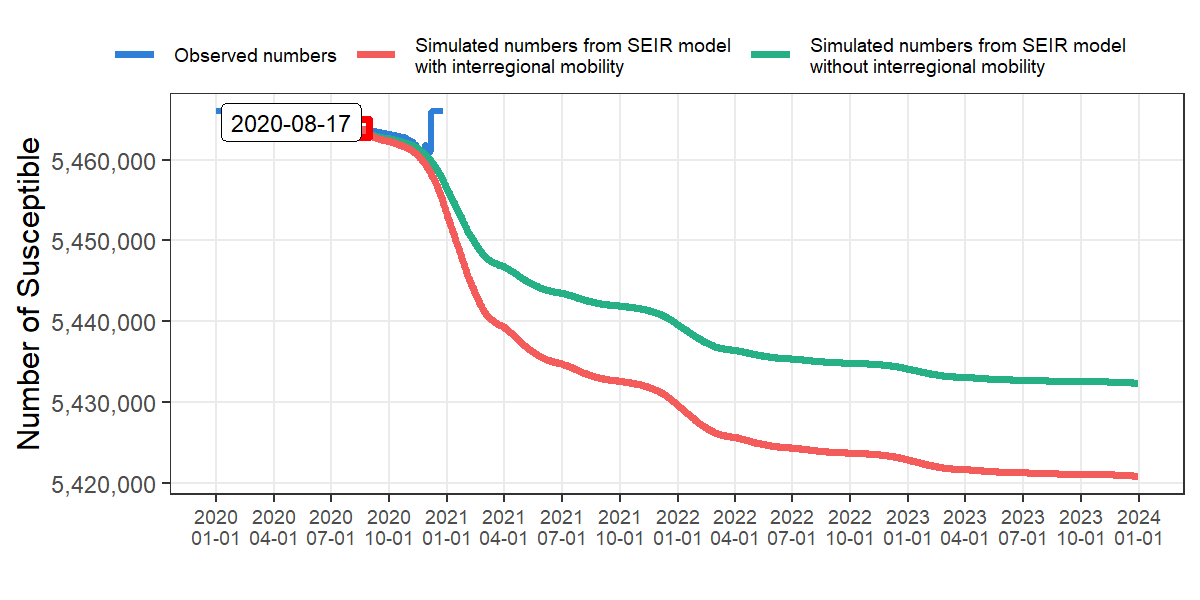 Observed numbers
Simulated numbers from SEIR model
with interregional mobility
Simulated numbers from SEIR model
without interregional mobility
2020-08-17
Number of Susceptible
5,460,000
5,450,000
5,440,000
5,430,000
5,420,000
2020 2020 2020 2020 2021 2021 2021 2021 2022 2022 2022 2022 2023 2023 2023 2023 2024
01-01 04-01 07-01 10-01 01-01 04-01 07-01 10-01 01-01 04-01 07-01 10-01 01-01 04-01 07-01 10-01 01-01